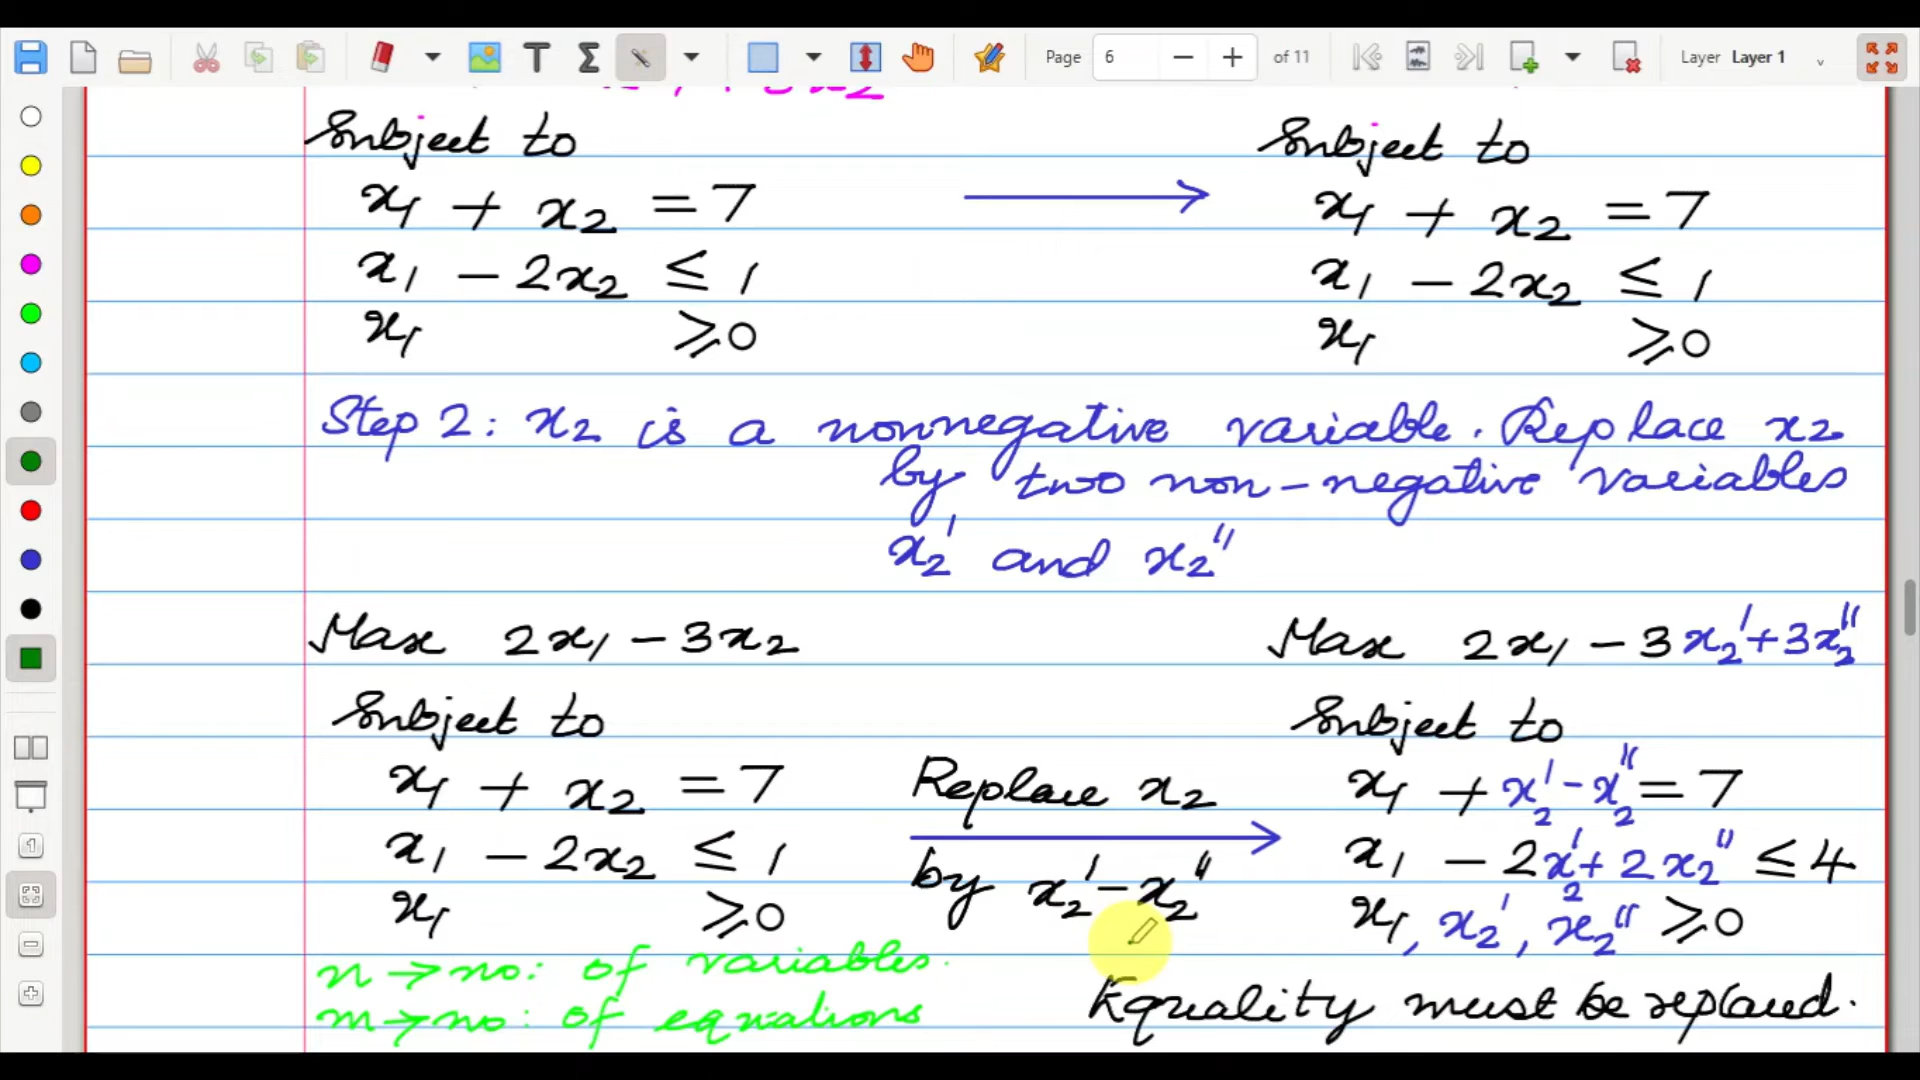 Page 6 of 11 Layer Layer 1
Subject to
x1 + x2 = 7
x1 - 2x2 ≤ 1
x1 ≥ 0
Subject to
x1 + x2 = 7
x1 - 2x2 ≤ 1
x1 ≥ 0
Step 2: x2 is a nonnegative variable. Replace x2
by two non-negative variables
x2' and x2"
Max 2x1 - 3x2
Subject to
x1 + x2 = 7
x1 - 2x2 ≤ 1
x1 ≥ 0
Replace x2
by x2' - x2"
Max 2x1 - 3x2' + 3x2"
Subject to
x1 + x2' - x2" = 7
x1 - 2x2' + 2x2" ≤ 4
x1, x2', x2" ≥ 0
n → no: of variables.
m → no: of equations
Equality must be replaced.